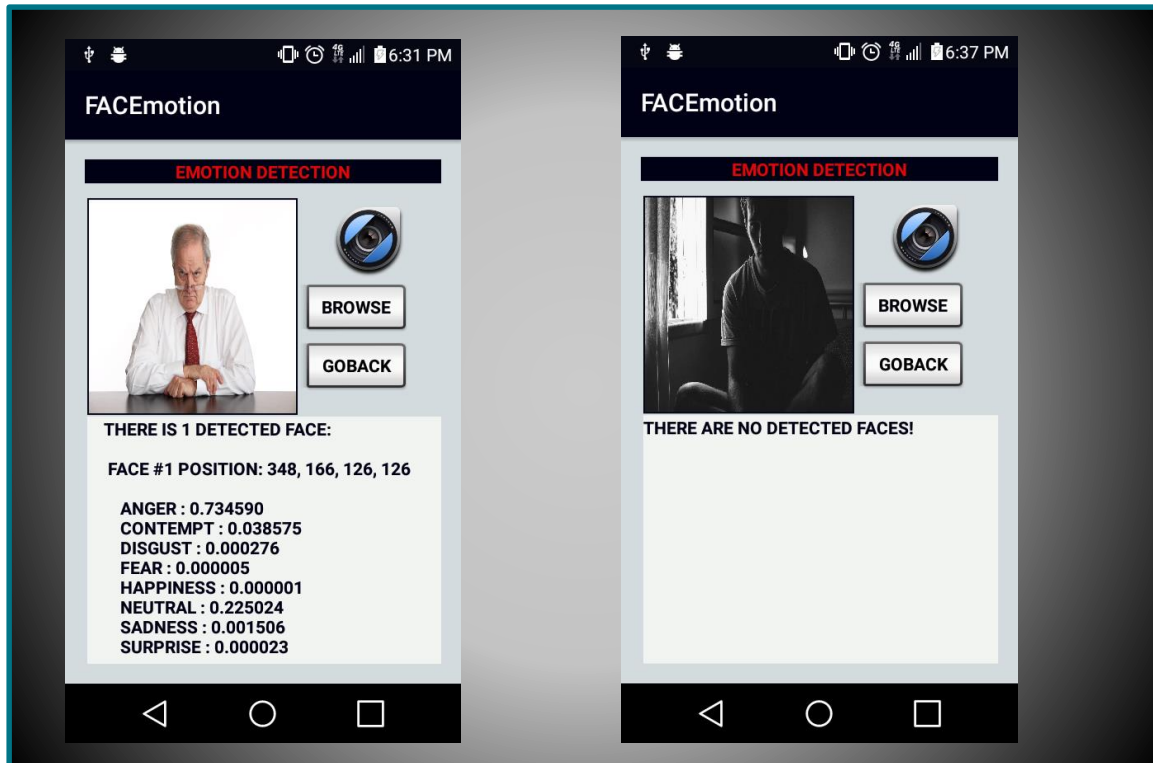 6:31 PM
FACEmotion
EMOTION DETECTION
BROWSE
GOBACK
THERE IS 1 DETECTED FACE:
FACE #1 POSITION: 348, 166, 126, 126
ANGER : 0.734590
CONTEMPT : 0.038575
DISGUST : 0.000276
FEAR : 0.000005
HAPPINESS : 0.000001
NEUTRAL : 0.225024
SADNESS : 0.001506
SURPRISE : 0.000023
4G LTE 6:37 PM
FACEmotion
EMOTION DETECTION
BROWSE
GOBACK
THERE ARE NO DETECTED FACES!